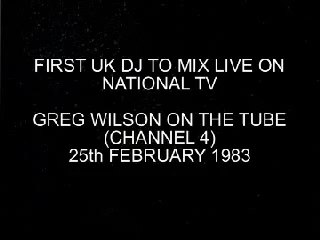 FIRST UK DJ TO MIX LIVE ON
NATIONAL TV
GREG WILSON ON THE TUBE
(CHANNEL 4)
25th FEBRUARY 1983